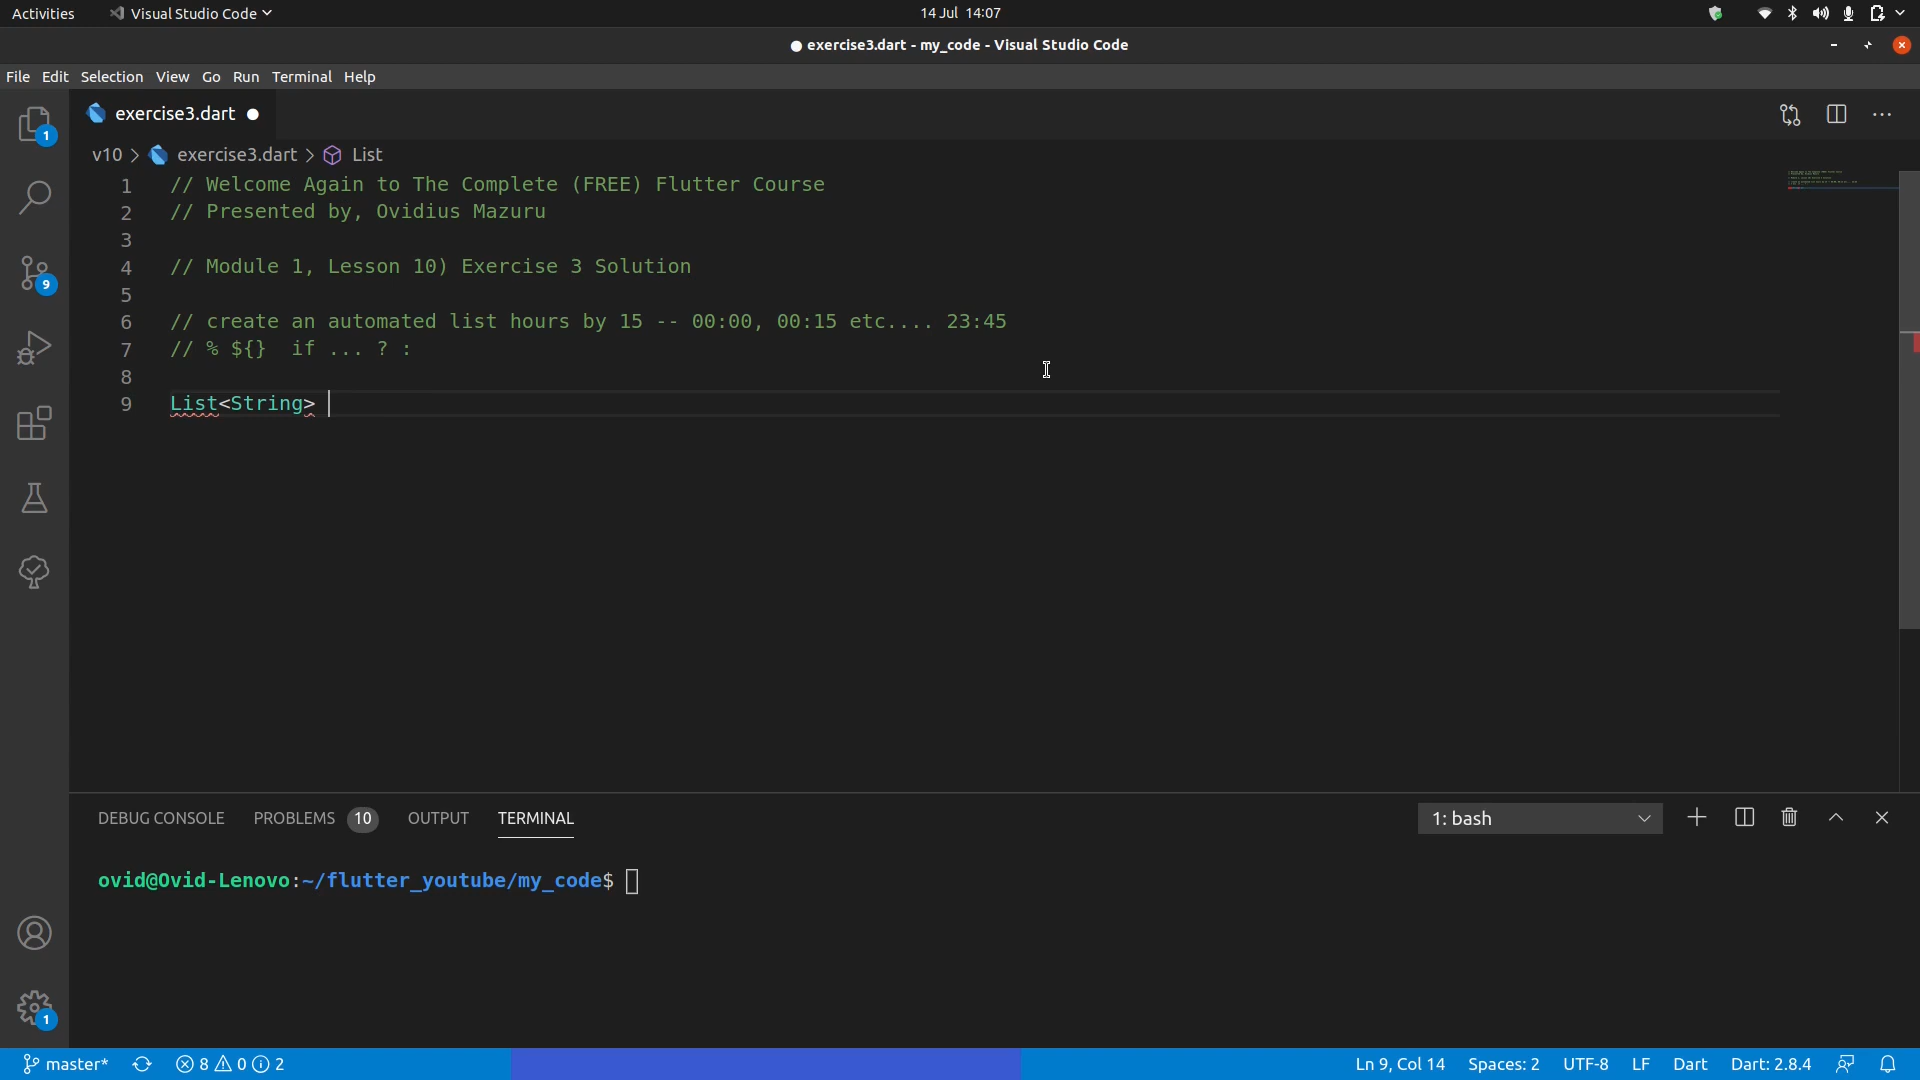 Activities Visual Studio Code 14 Jul 14:07
● exercise3.dart - my_code - Visual Studio Code
File Edit Selection View Go Run Terminal Help
exercise3.dart ●
v10 > exercise3.dart > List
1 // Welcome Again to The Complete (FREE) Flutter Course
2 // Presented by, Ovidius Mazuru
3
4 // Module 1, Lesson 10) Exercise 3 Solution
5
6 // create an automated list hours by 15 -- 00:00, 00:15 etc.... 23:45
7 // % ${}  if ... ? :
8
9 List<String>
1
9
1
DEBUG CONSOLE PROBLEMS 10 OUTPUT TERMINAL 1: bash
ovid@Ovid-Lenovo:~/flutter_youtube/my_code$
master* 8 0 2 Ln 9, Col 14 Spaces: 2 UTF-8 LF Dart Dart: 2.8.4